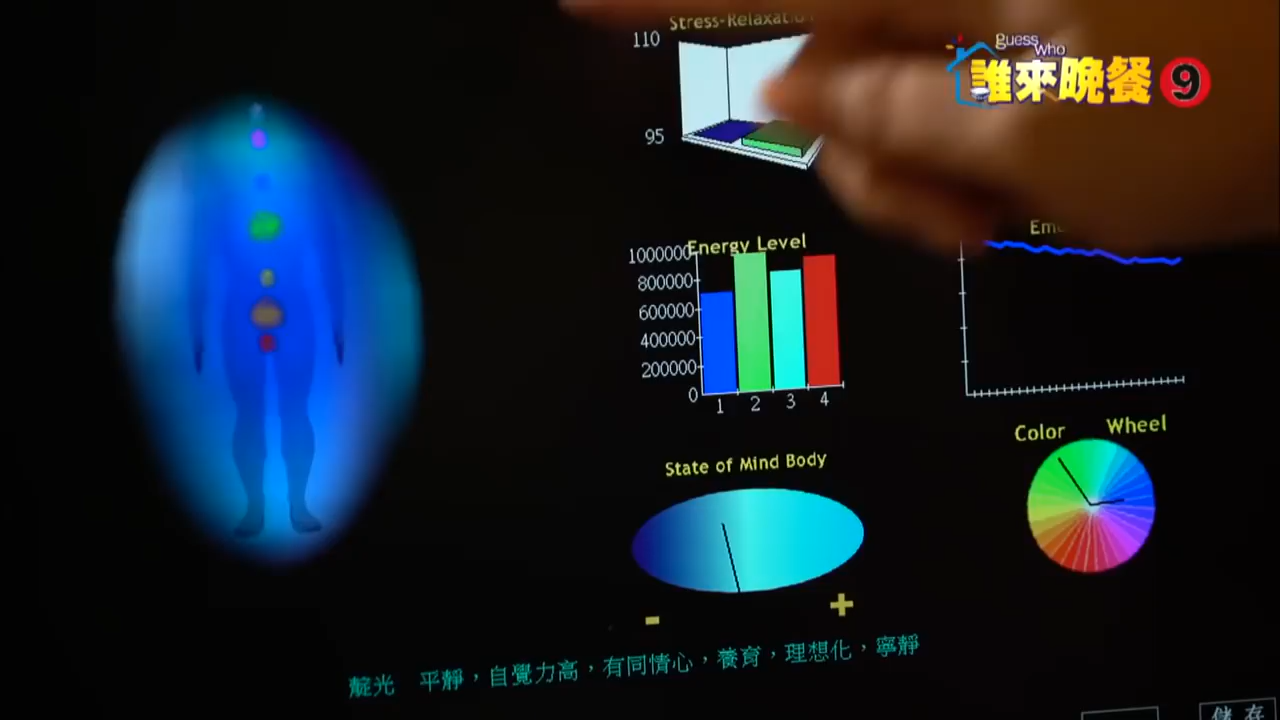 Stress-Relaxatio
guess who
誰來晚餐 9
110
95
Energy Level
1000000
800000
600000
400000
200000
0
1 2 3 4
Emo
Color Wheel
State of Mind Body
- +
靛光 平靜，自覺力高，有同情心，養育，理想化，寧靜
儲存